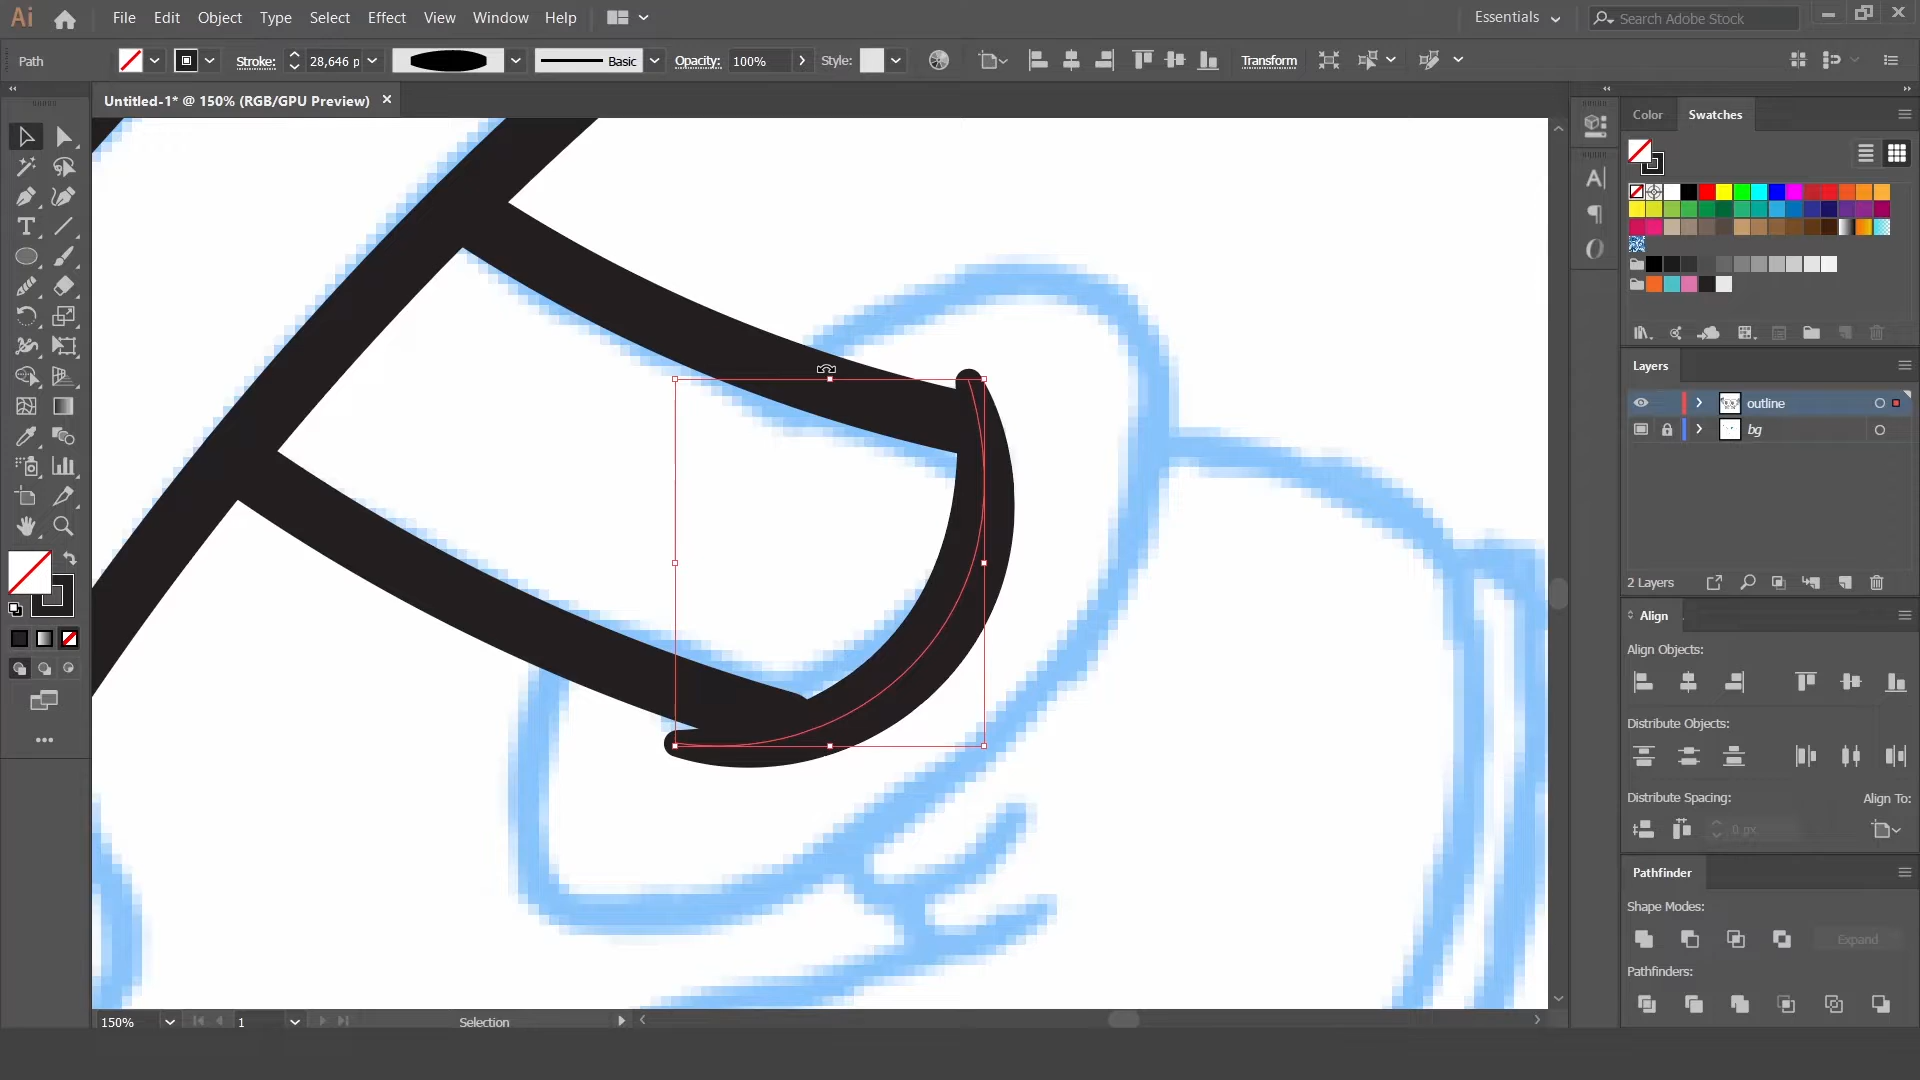 Ai File Edit Object Type Select Effect View Window Help Essentials Search Adobe Stock
Path Stroke: 28,646 p Basic Opacity: 100% Style: Transform
Untitled-1* @ 150% (RGB/GPU Preview)
Color Swatches
Layers
outline
bg
2 Layers
Align
Align Objects:
Distribute Objects:
Distribute Spacing: Align To:
0 px
Pathfinder
Shape Modes:
Expand
Pathfinders:
150% 1 Selection